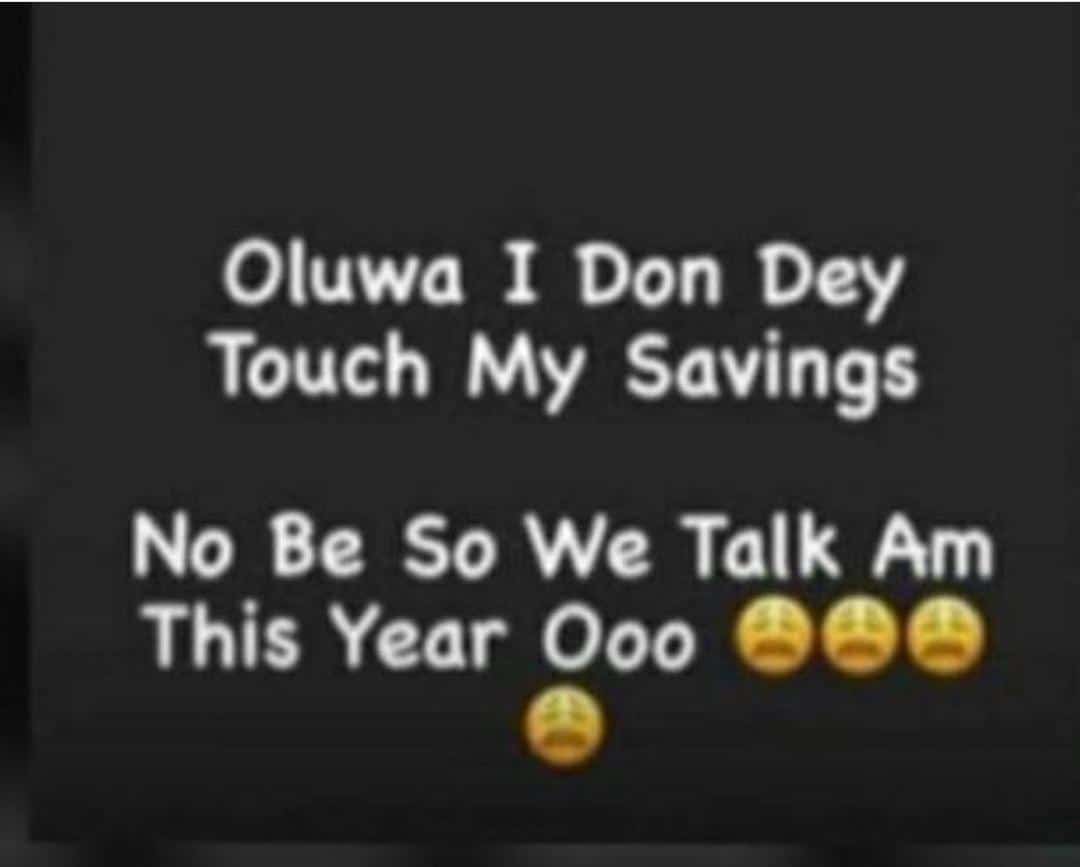 Oluwa I Don Dey
Touch My Savings
No Be So We Talk Am
This Year Ooo 😩😩😩
😩